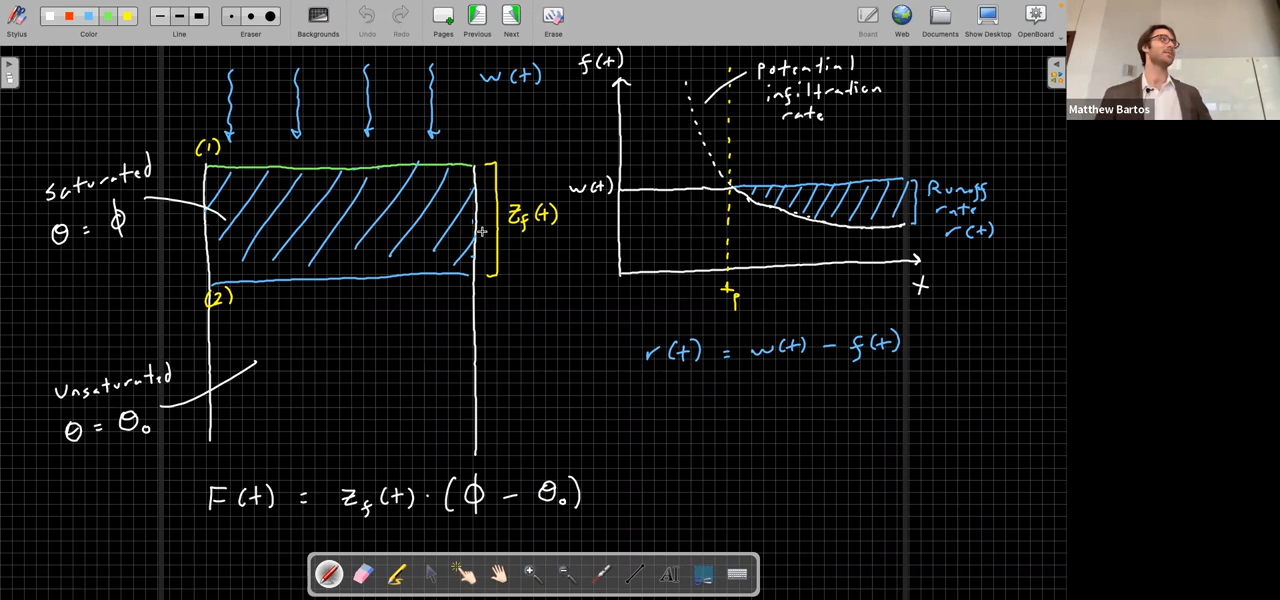 Stylus
Color
Line
Eraser
Backgrounds
Undo
Redo
Pages
Previous
Next
Erase
Board
Web
Documents
Show Desktop
OpenBoard
Matthew Bartos
w(t)
(1)
saturated
θ = ϕ
z_f(t)
(2)
unsaturated
θ = θ₀
F(t) = z_f(t) · (ϕ − θ₀)
f(t)
potential
infiltration
rate
w(t)
Runoff
rate
r(t)
t_p
t
r(t) = w(t) − f(t)
AI